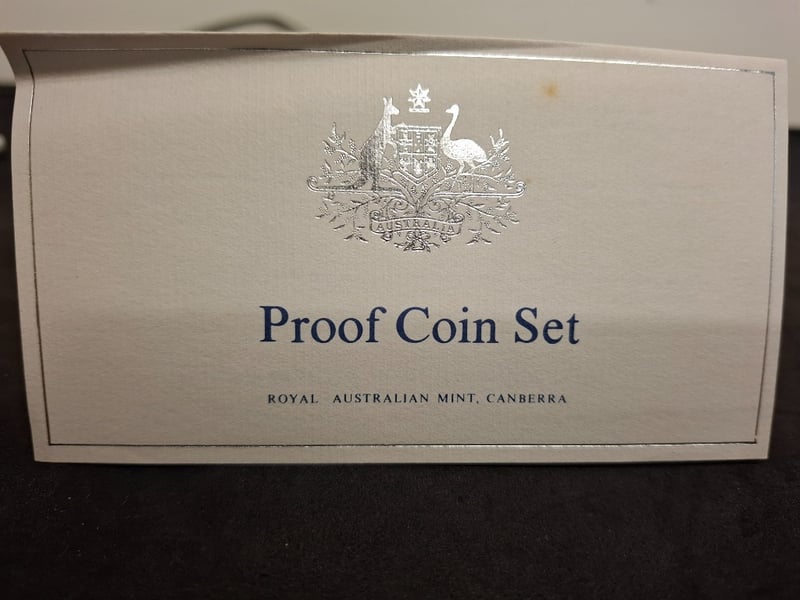 AUSTRALIA
Proof Coin Set
ROYAL AUSTRALIAN MINT, CANBERRA